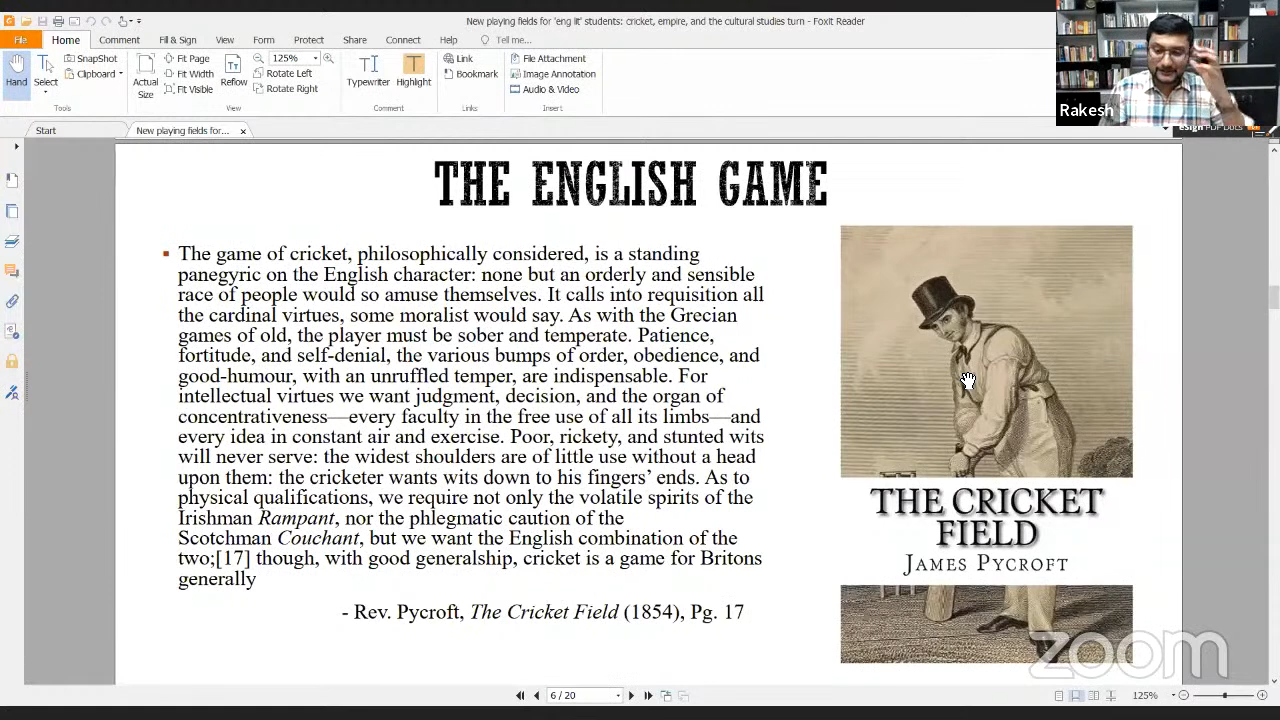 New playing fields for 'eng lit' students: cricket, empire, and the cultural studies turn - Foxit Reader
File Home Comment Fill & Sign View Form Protect Share Connect Help Tell me...
Hand
Select
SnapShot
Clipboard
Tools
Actual Size
Fit Page
Fit Width
Fit Visible
Reflow
125%
Rotate Left
Rotate Right
View
Typewriter
Highlight
Comment
Link
Bookmark
Links
File Attachment
Image Annotation
Audio & Video
Insert
Rakesh
eSign PDF Docs
Start
New playing fields for...
THE ENGLISH GAME
The game of cricket, philosophically considered, is a standing
panegyric on the English character: none but an orderly and sensible
race of people would so amuse themselves. It calls into requisition all
the cardinal virtues, some moralist would say. As with the Grecian
games of old, the player must be sober and temperate. Patience,
fortitude, and self-denial, the various bumps of order, obedience, and
good-humour, with an unruffled temper, are indispensable. For
intellectual virtues we want judgment, decision, and the organ of
concentrativeness—every faculty in the free use of all its limbs—and
every idea in constant air and exercise. Poor, rickety, and stunted wits
will never serve: the widest shoulders are of little use without a head
upon them: the cricketer wants wits down to his fingers' ends. As to
physical qualifications, we require not only the volatile spirits of the
Irishman Rampant, nor the phlegmatic caution of the
Scotchman Couchant, but we want the English combination of the
two;[17] though, with good generalship, cricket is a game for Britons
generally
- Rev. Pycroft, The Cricket Field (1854), Pg. 17
THE CRICKET
FIELD
JAMES PYCROFT
zoom
6 / 20
125%